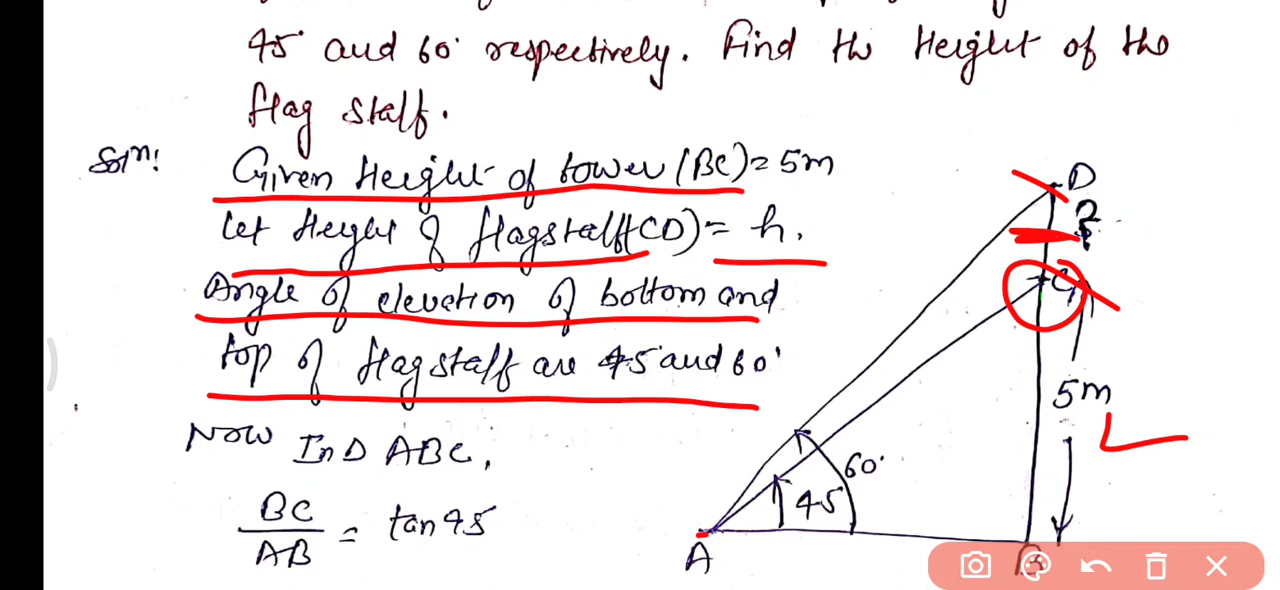 45° and 60° respectively. Find the Height of the
flag staff.
Solⁿ:
Given Height of tower (BC) = 5m
Let Height of flagstaff (CD) = h.
Angle of elevation of bottom and
top of flagstaff are 45° and 60°
Now In Δ ABC,
BC
AB
= tan 45
D
?
C
5m
60°
45
A
B